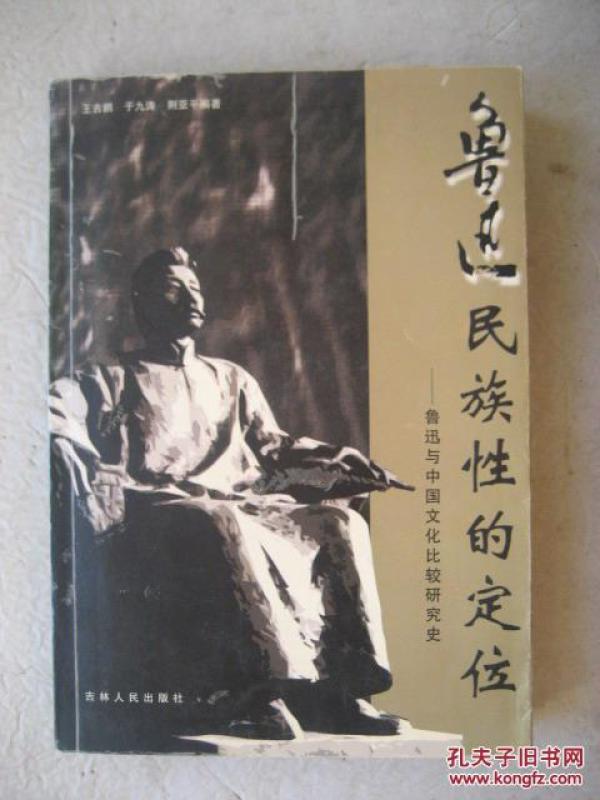 王吉鹏 于九涛 荆亚平编著
鲁迅民族性的定位
——鲁迅与中国文化比较研究史
吉林人民出版社
孔夫子旧书网
www.kongfz.com